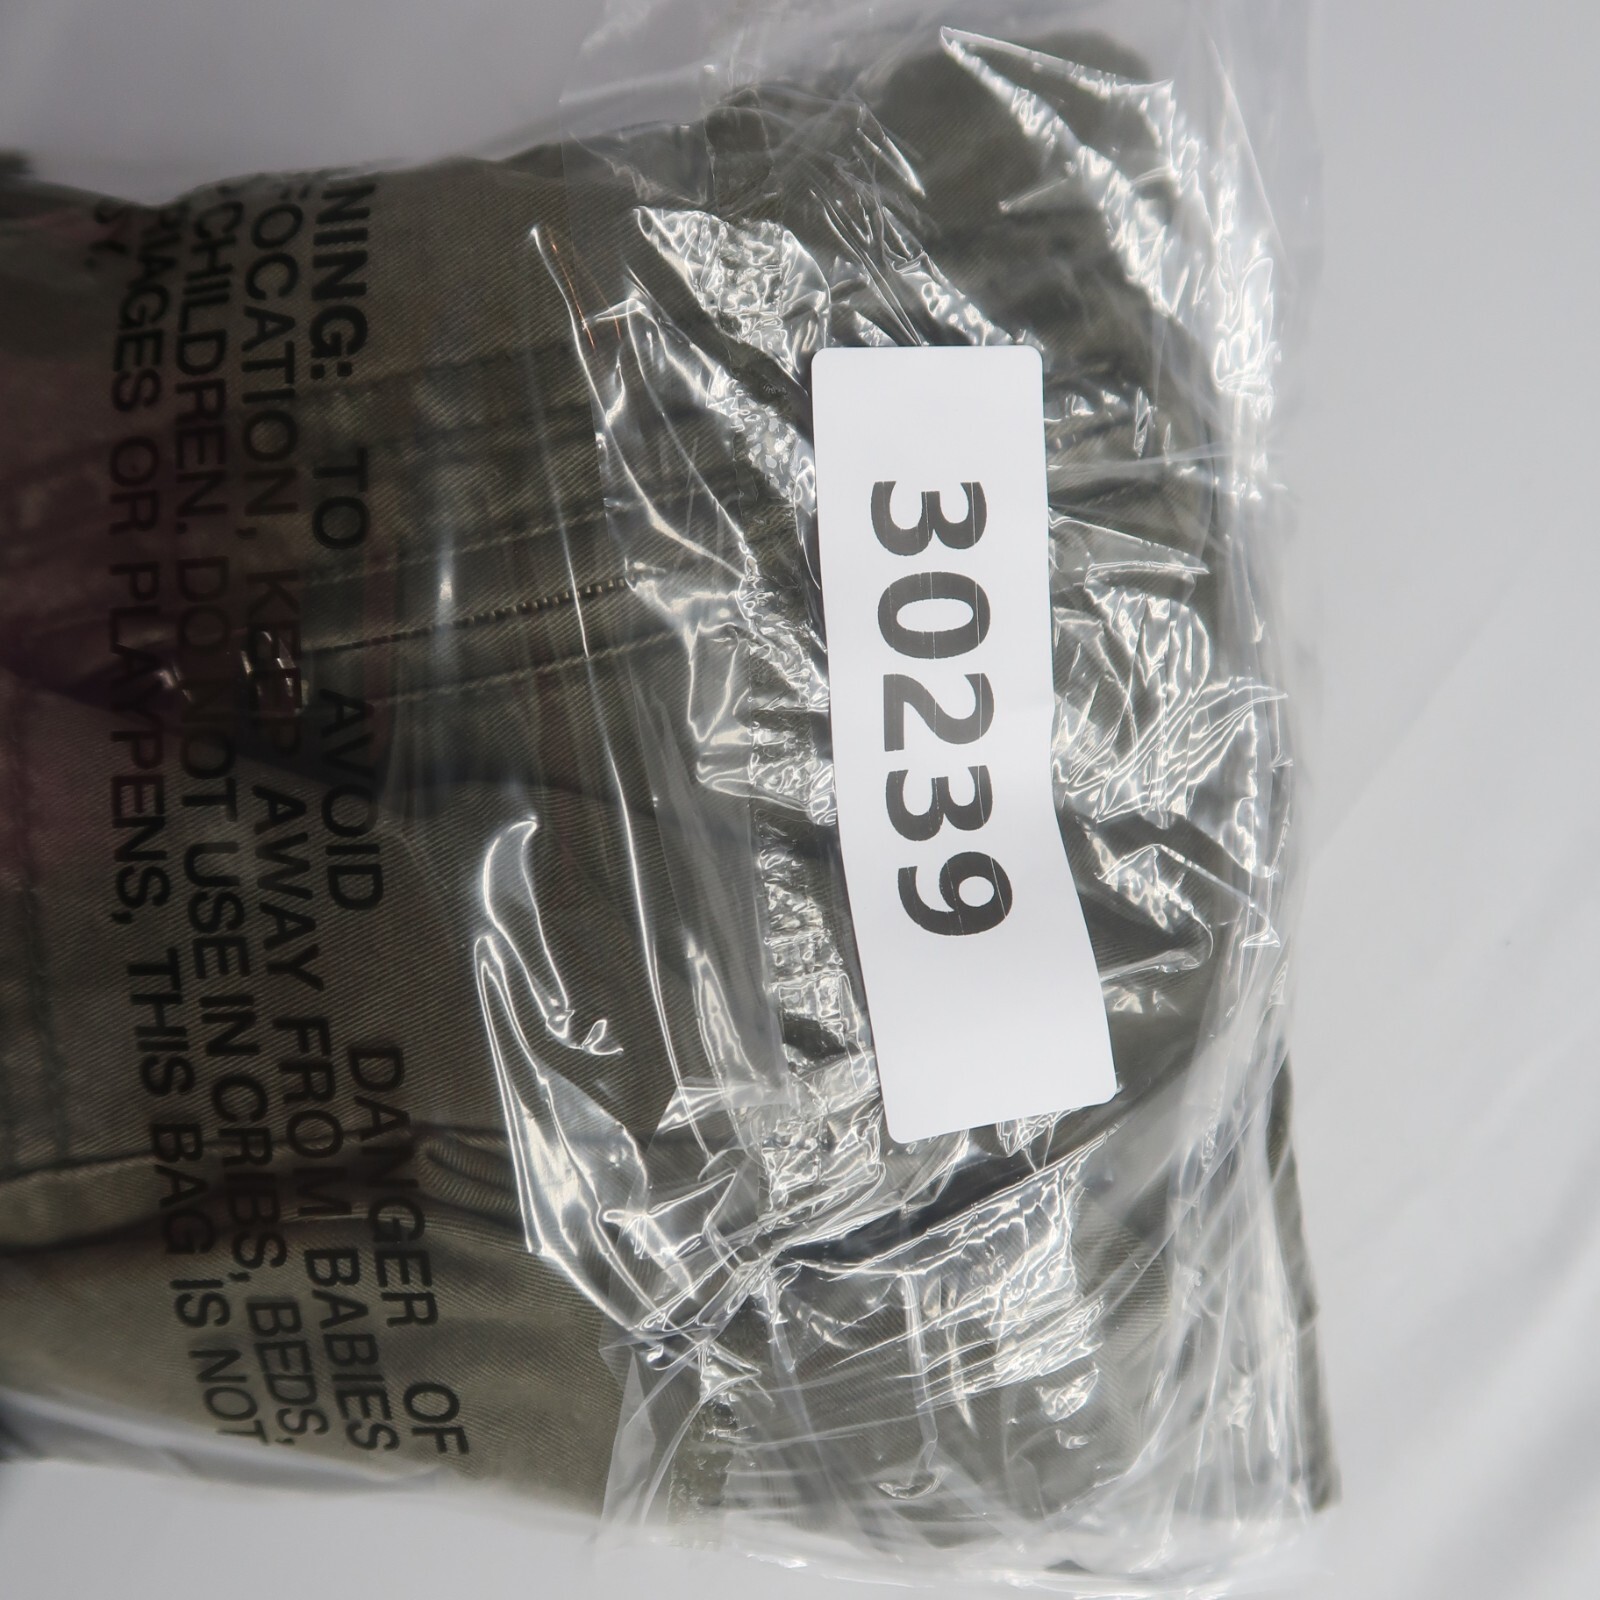 NING: TO AVOID DANGER OF
OCATION, KEEP AWAY FROM BABIES
CHILDREN. DO NOT USE IN CRIBS, BEDS,
RIAGES OR PLAYPENS, THIS BAG IS NOT
Y.
30239